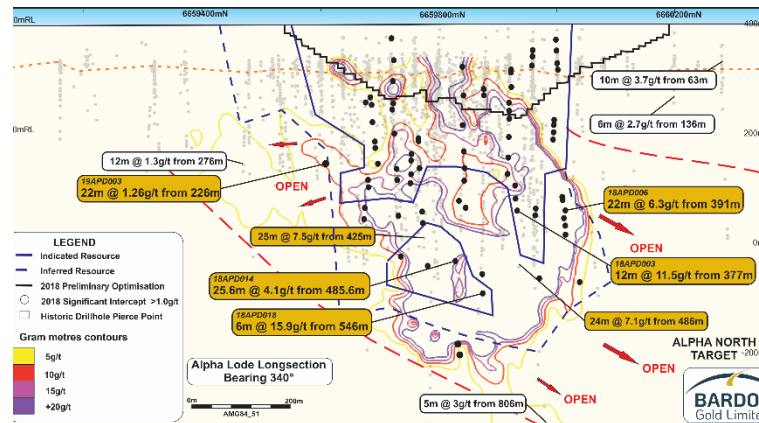 6659400mN
6659800mN
6660200mN
0mRL
400
10m @ 3.7g/t from 63m
6m @ 2.7g/t from 136m
0mRL
200
12m @ 1.3g/t from 276m
OPEN
19APD003
22m @ 1.26g/t from 226m
18APD006
22m @ 6.3g/t from 391m
OPEN
25m @ 7.5g/t from 425m
0
LEGEND
Indicated Resource
Inferred Resource
2018 Preliminary Optimisation
2018 Significant Intercept >1.0g/t
Historic Drillhole Pierce Point
18APD014
25.6m @ 4.1g/t from 485.6m
18APD003
12m @ 11.5g/t from 377m
18APD018
6m @ 15.9g/t from 546m
24m @ 7.1g/t from 486m
Gram metres contours
5g/t
10g/t
15g/t
+20g/t
ALPHA NORTH
TARGET
-200
OPEN
Alpha Lode Longsection
Bearing 340°
OPEN
0m
200m
AMG84_51
5m @ 3g/t from 806m
BARDO
Gold Limite